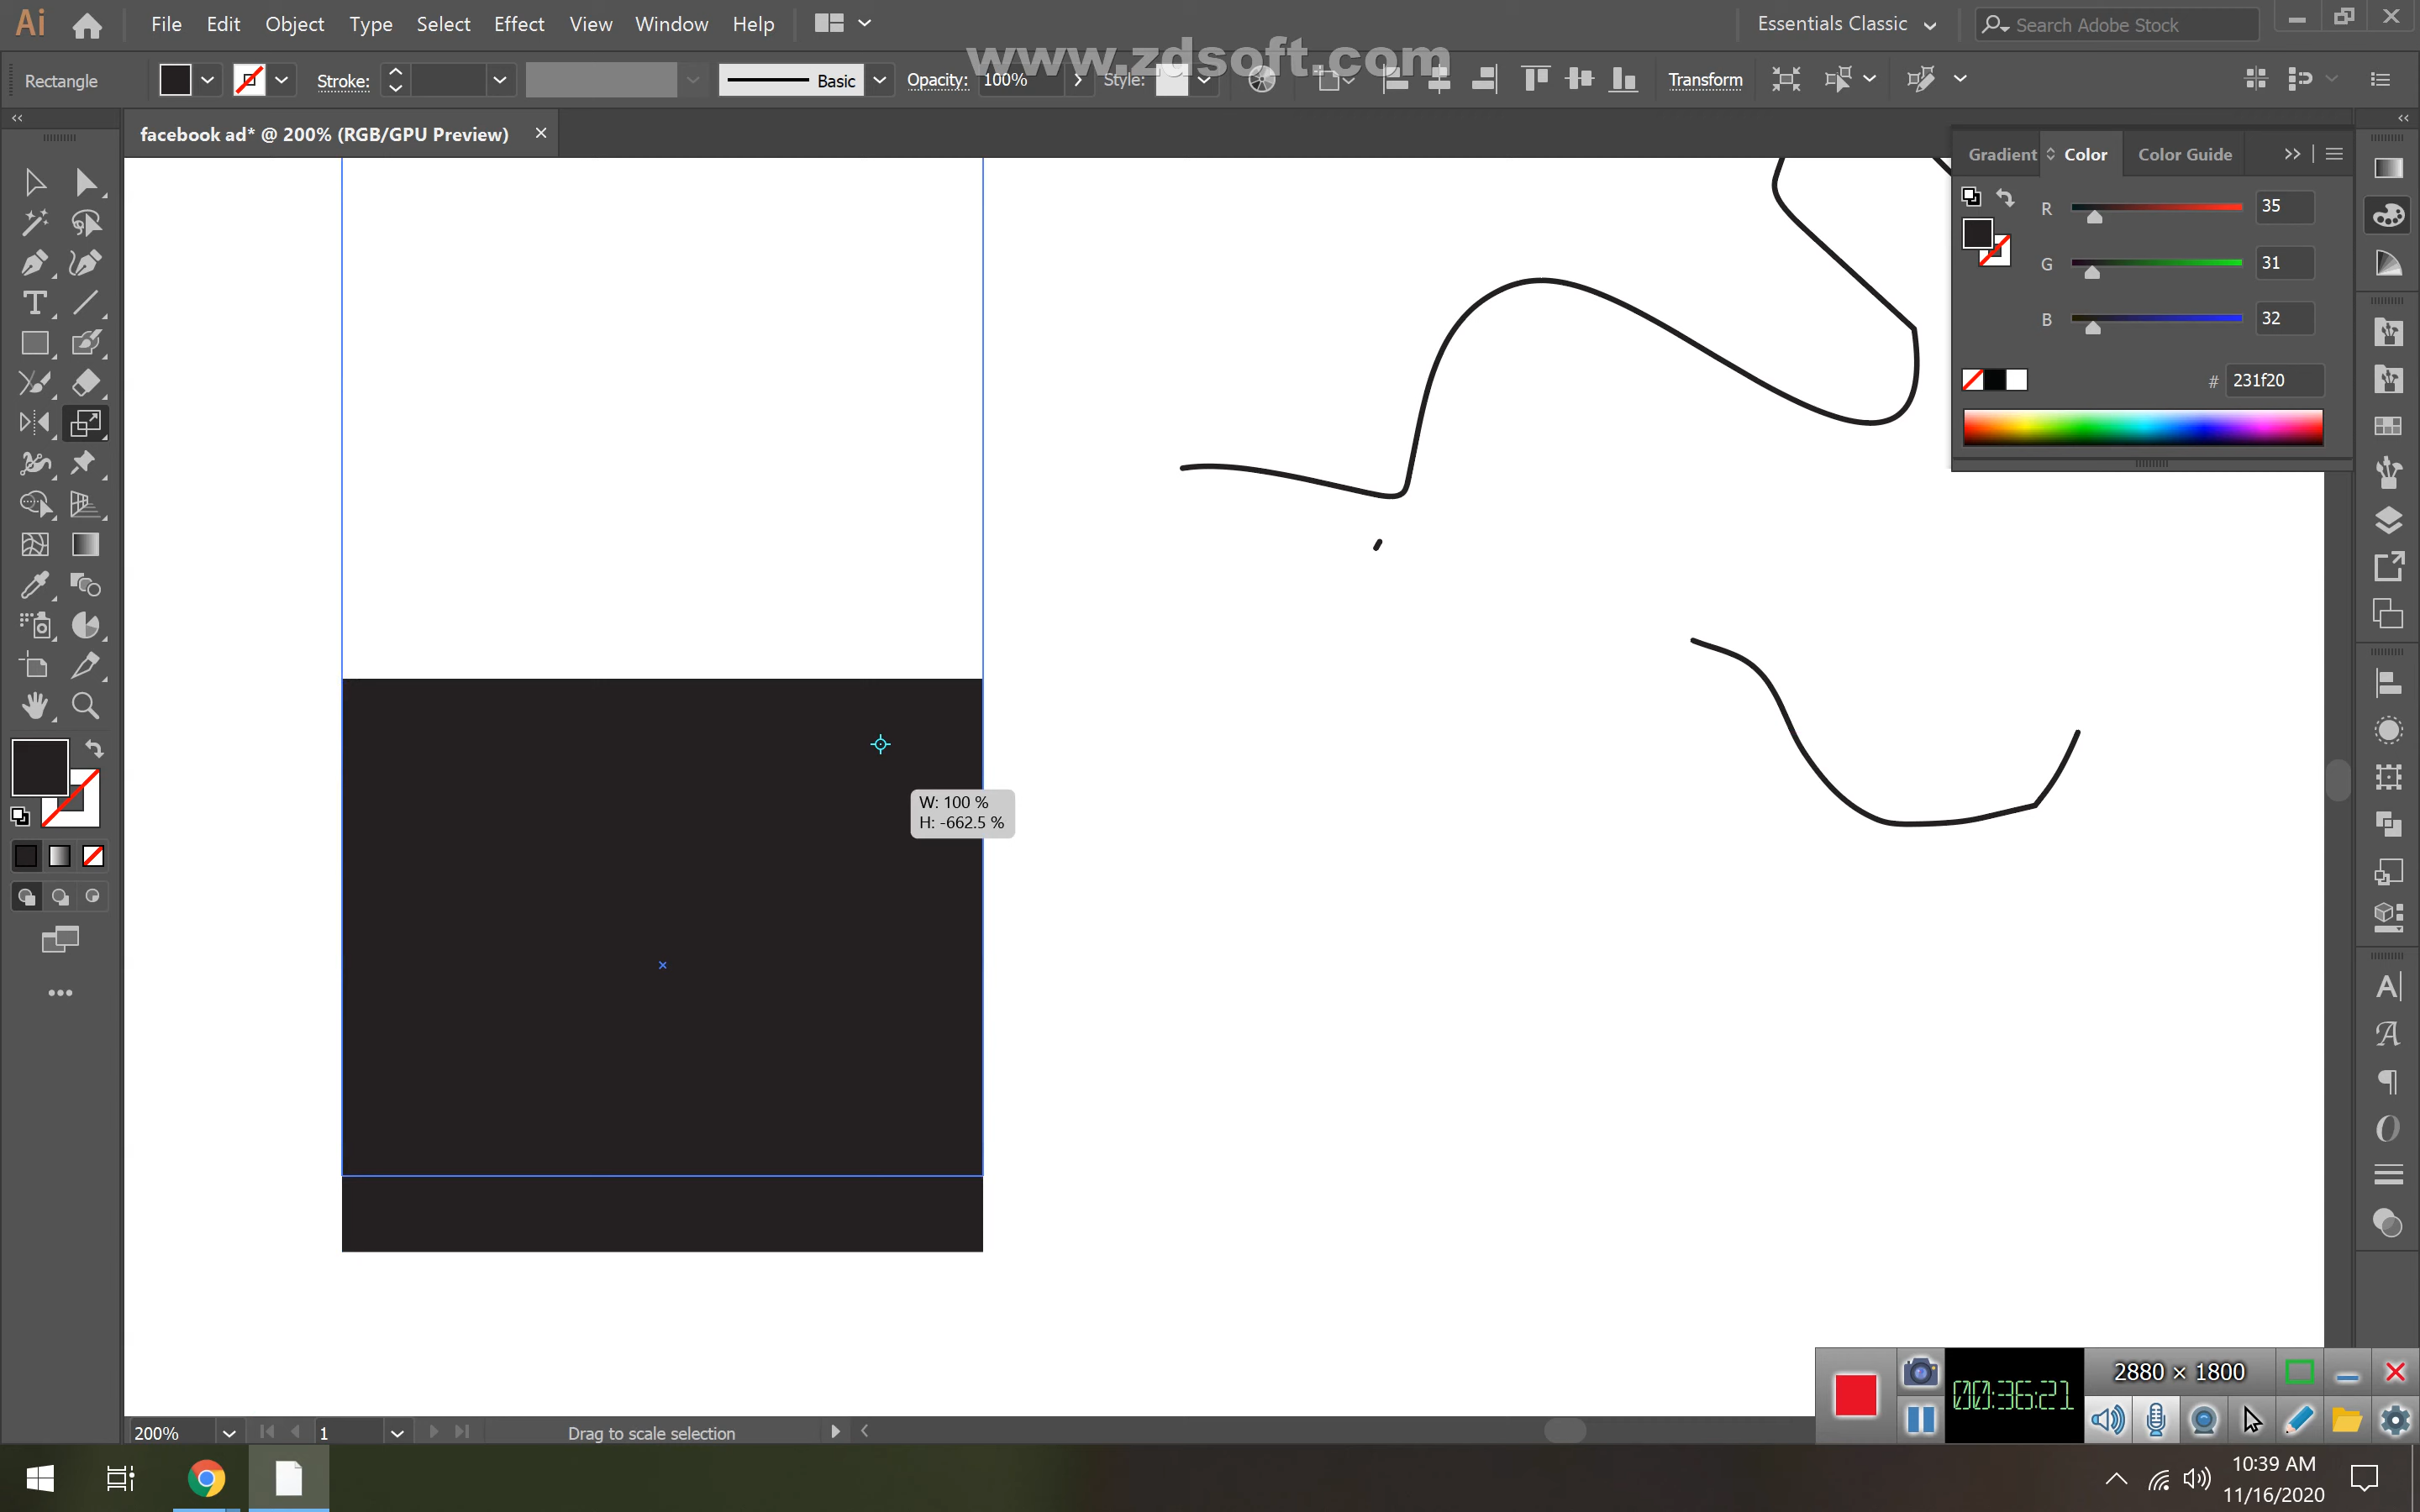 Ai File Edit Object Type Select Effect View Window Help Essentials Classic Search Adobe Stock
www.zdsoft.com
Rectangle Stroke: Basic Opacity: 100% Style: Transform
facebook ad* @ 200% (RGB/GPU Preview)
Gradient Color Color Guide
R 35
G 31
B 32
# 231f20
W: 100 %
H: -662.5 %
2880 × 1800
00:36:21
200% 1 Drag to scale selection
10:39 AM
11/16/2020